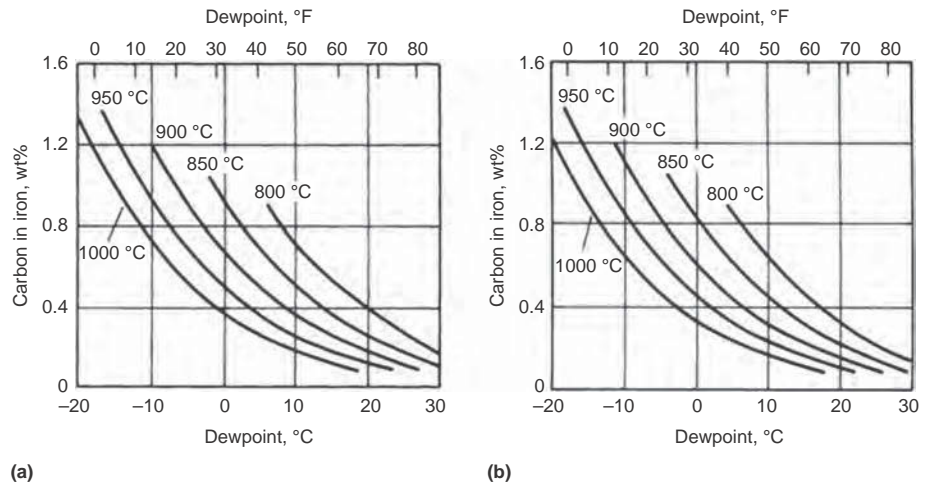 Dewpoint, °F
0 10 20 30 40 50 60 70 80
1.6
1.2
0.8
0.4
0
Carbon in iron, wt%
950 °C
900 °C
850 °C
800 °C
1000 °C
–20 –10 0 10 20 30
Dewpoint, °C
(a)
Dewpoint, °F
0 10 20 30 40 50 60 70 80
1.6
1.2
0.8
0.4
0
Carbon in iron, wt%
950 °C
900 °C
850 °C
800 °C
1000 °C
–20 –10 0 10 20 30
Dewpoint, °C
(b)